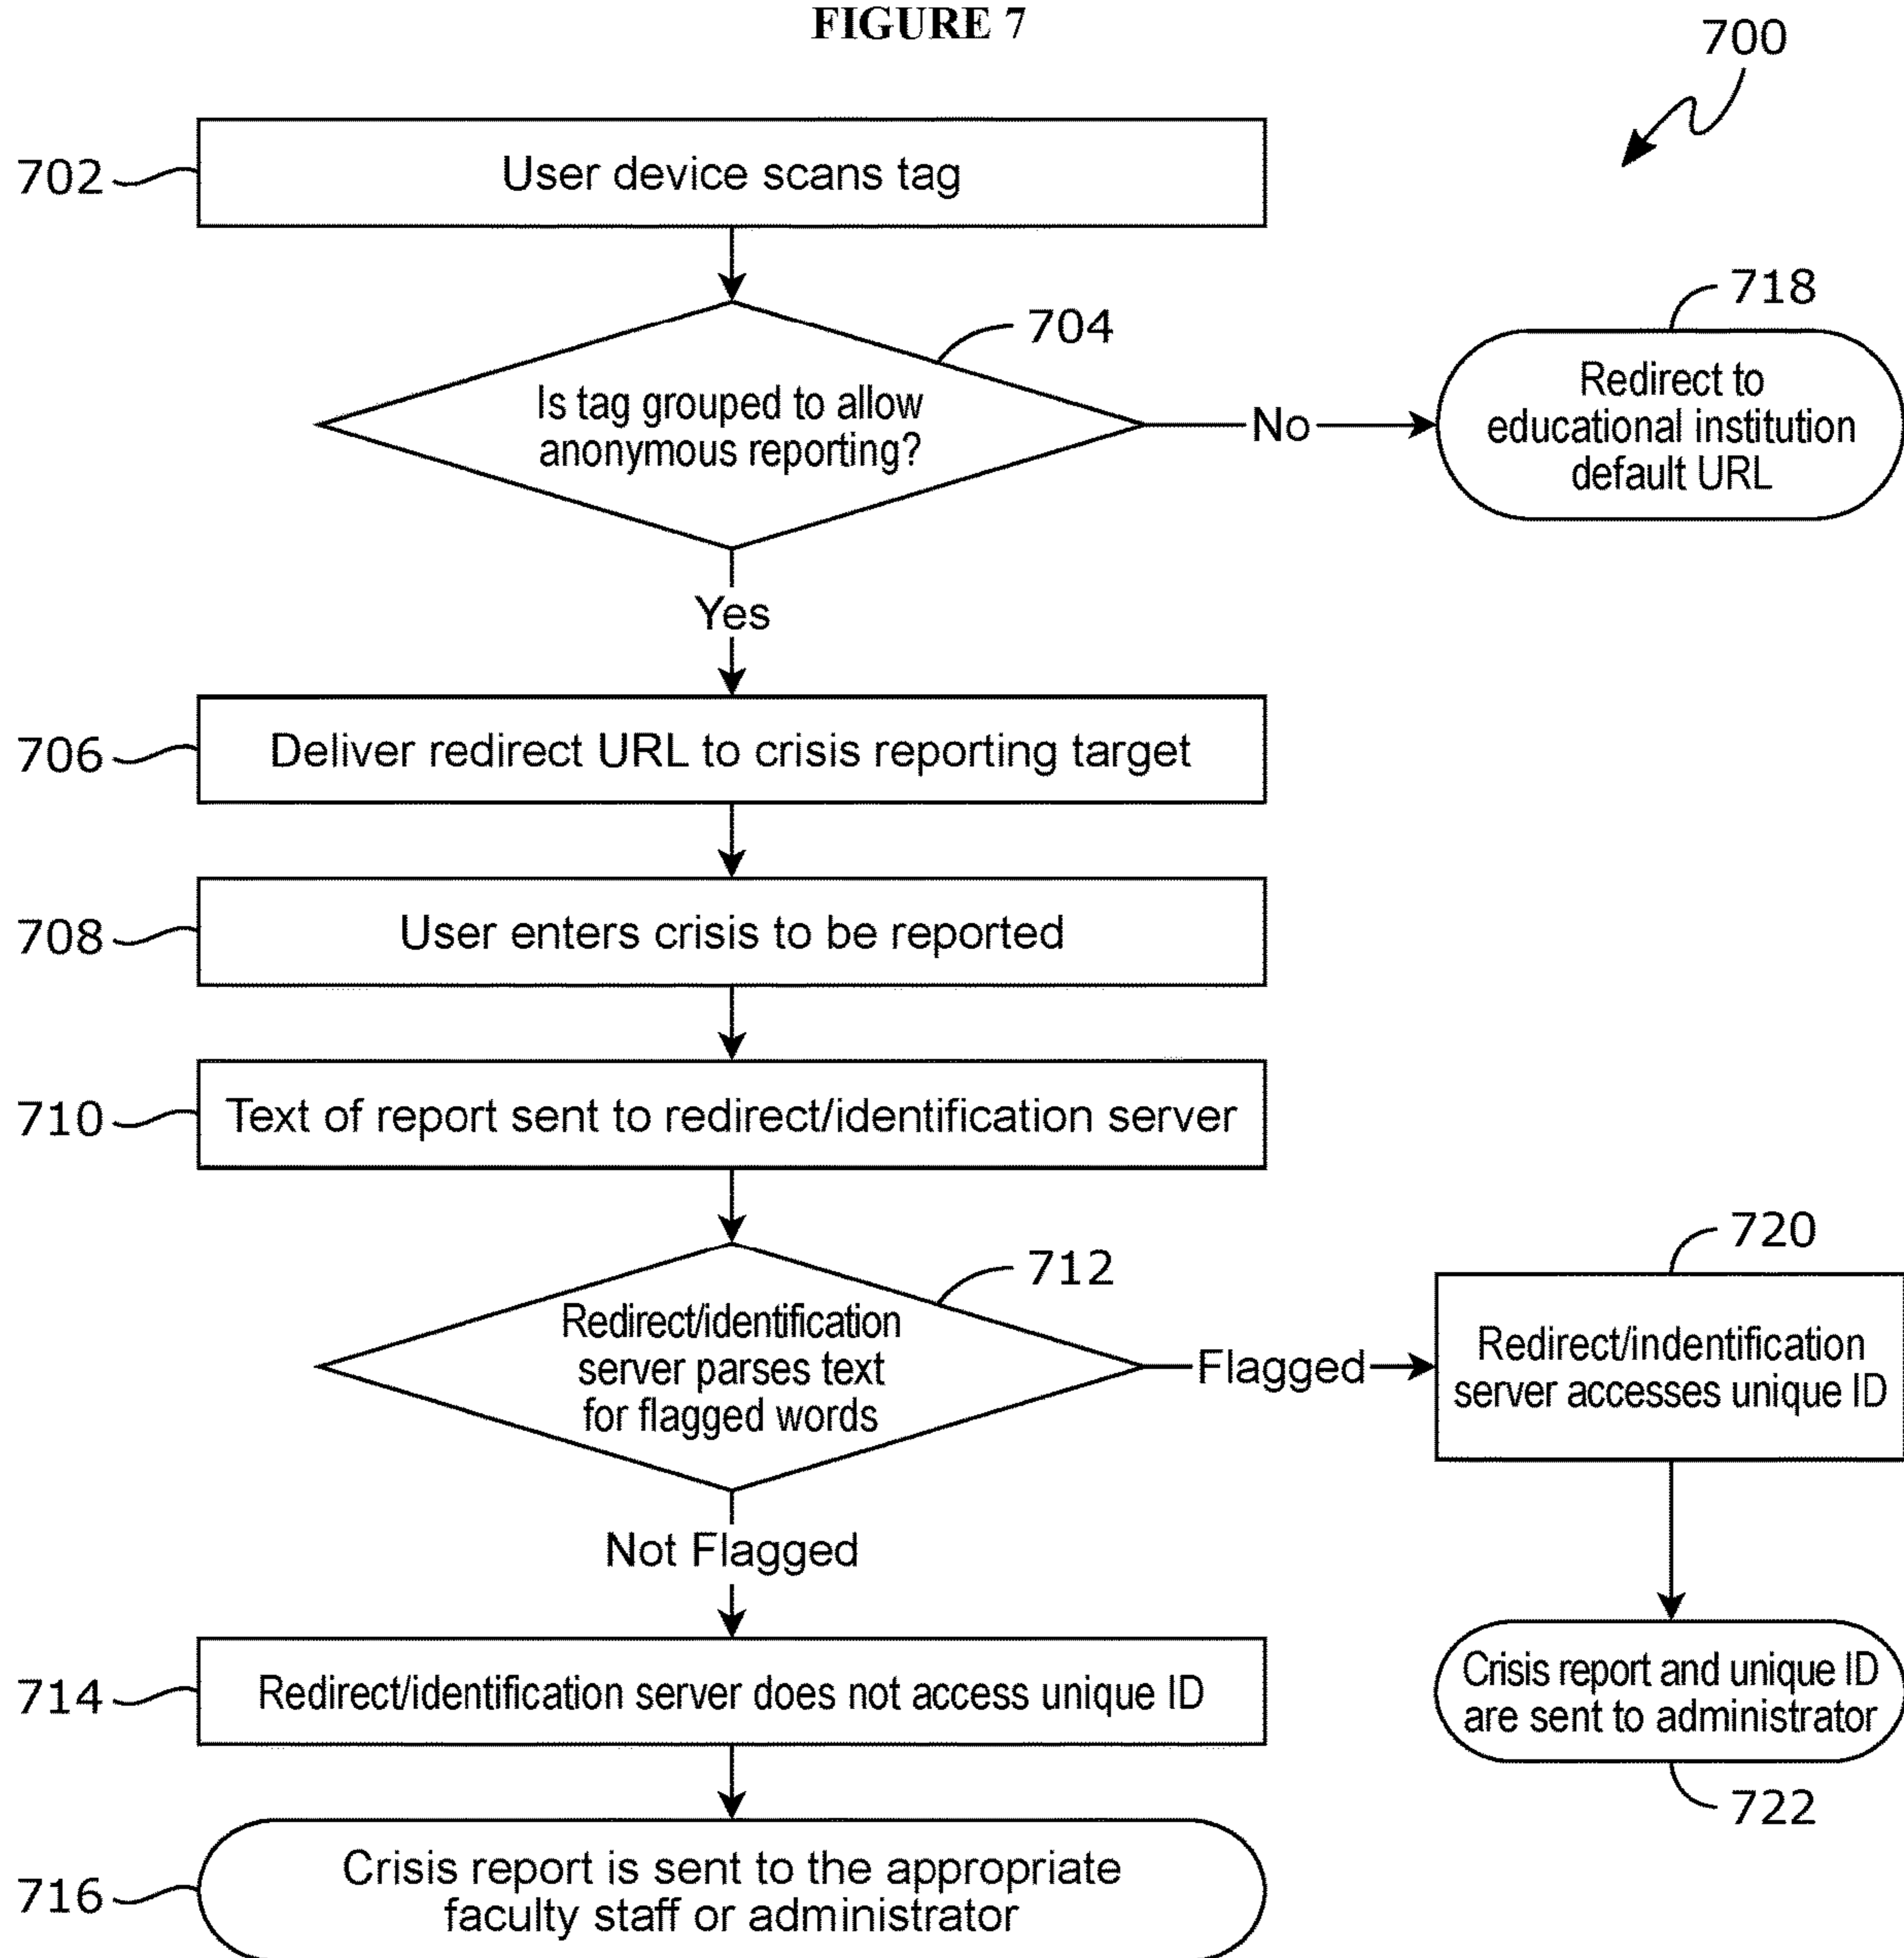 FIGURE 7
700
702
User device scans tag
704
Is tag grouped to allow
anonymous reporting?
No
718
Redirect to
educational institution
default URL
Yes
706
Deliver redirect URL to crisis reporting target
708
User enters crisis to be reported
710
Text of report sent to redirect/identification server
712
Redirect/identification
server parses text
for flagged words
Flagged
720
Redirect/indentification
server accesses unique ID
Not Flagged
714
Redirect/identification server does not access unique ID
Crisis report and unique ID
are sent to administrator
722
716
Crisis report is sent to the appropriate
faculty staff or administrator